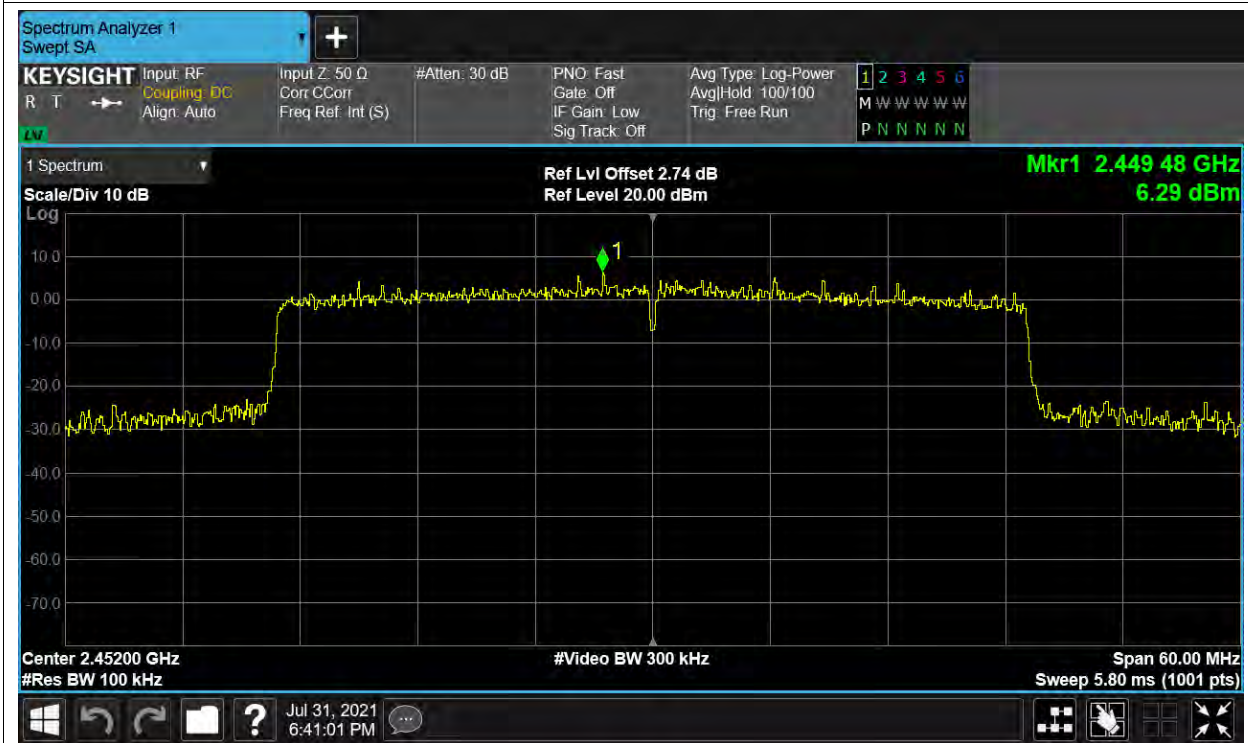 Spectrum Analyzer 1
Swept SA
+
KEYSIGHT
R T
LXI
Input: RF
Coupling: DC
Align: Auto
Input Z: 50 Ω
Corr CCorr
Freq Ref: Int (S)
#Atten: 30 dB
PNO: Fast
Gate: Off
IF Gain: Low
Sig Track: Off
Avg Type: Log-Power
Avg|Hold: 100/100
Trig: Free Run
1 2 3 4 5 6
M W W W W W
P N N N N N
1 Spectrum
Scale/Div 10 dB
Log
Ref Lvl Offset 2.74 dB
Ref Level 20.00 dBm
Mkr1 2.449 48 GHz
6.29 dBm
1
10.0
0.00
-10.0
-20.0
-30.0
-40.0
-50.0
-60.0
-70.0
Center 2.45200 GHz
#Res BW 100 kHz
#Video BW 300 kHz
Span 60.00 MHz
Sweep 5.80 ms (1001 pts)
?
Jul 31, 2021
6:41:01 PM